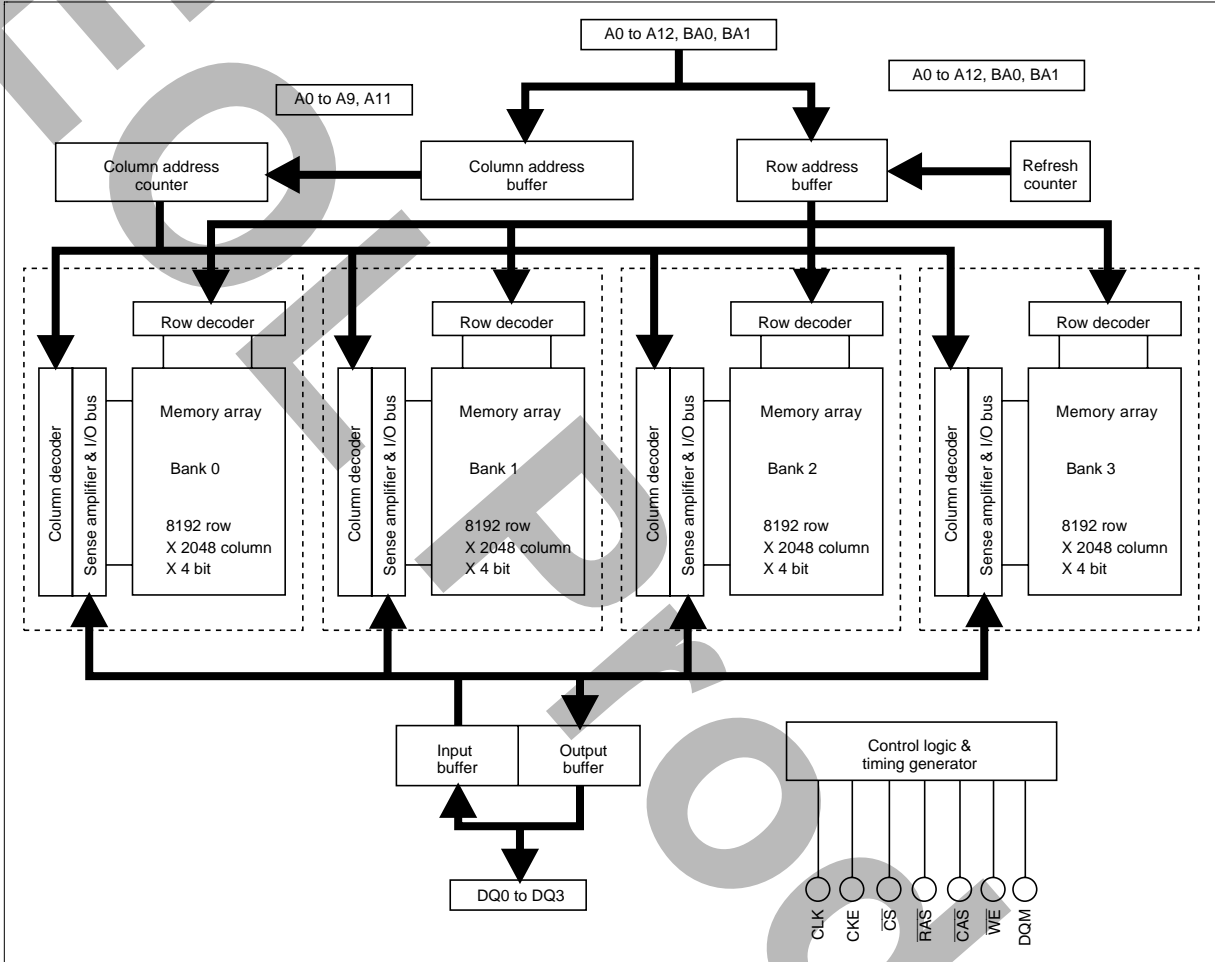 A0 to A12, BA0, BA1
A0 to A12, BA0, BA1
A0 to A9, A11
Column address
counter
Column address
buffer
Row address
buffer
Refresh
counter
Row decoder
Row decoder
Row decoder
Row decoder
Column decoder
Sense amplifier & I/O bus
Memory array
Bank 0
8192 row
X 2048 column
X 4 bit
Column decoder
Sense amplifier & I/O bus
Memory array
Bank 1
8192 row
X 2048 column
X 4 bit
Column decoder
Sense amplifier & I/O bus
Memory array
Bank 2
8192 row
X 2048 column
X 4 bit
Column decoder
Sense amplifier & I/O bus
Memory array
Bank 3
8192 row
X 2048 column
X 4 bit
Input
buffer
Output
buffer
Control logic &
timing generator
DQ0 to DQ3
CLK
CKE
CS
RAS
CAS
WE
DQM
L Pro